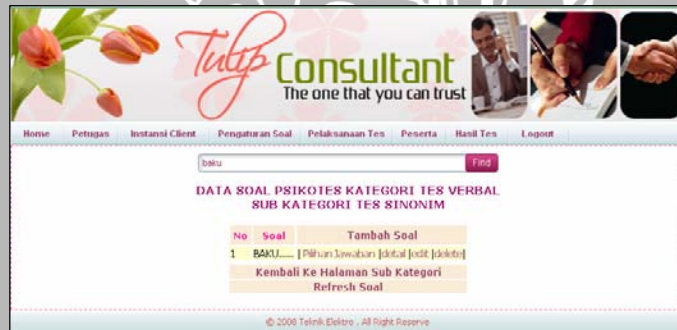 Tulip Consultant
The one that you can trust
Home Petugas Instansi Client Pengaturan Soal Pelaksanaan Tes Peserta Hasil Tes Logout
baku Find
DATA SOAL PSIKOTES KATEGORI TES VERBAL
SUB KATEGORI TES SINONIM
No Soal Tambah Soal
1 BAKU...... | Pilihan Jawaban |detail |edit |delete|
Kembali Ke Halaman Sub Kategori
Refresh Soal
© 2008 Teknik Elektro . All Right Reserve